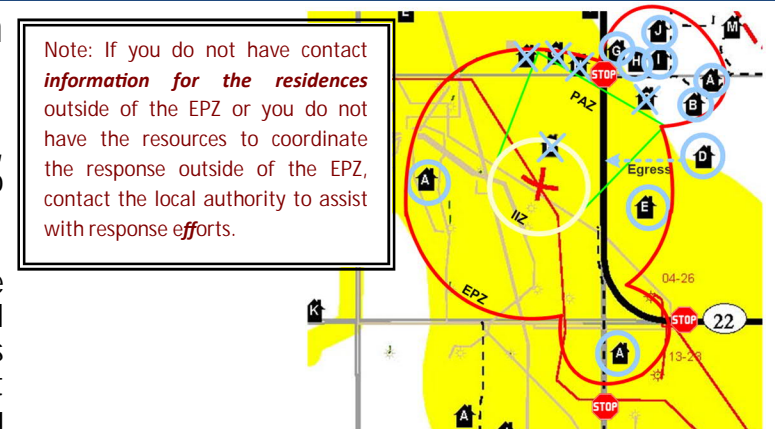 Note: If you do not have contact
information for the residences
outside of the EPZ or you do not
have the resources to coordinate
the response outside of the EPZ,
contact the local authority to assist
with response efforts.
E
J
M
G
H
I
STOP
A
B
PAZ
D
Egress
A
E
IIZ
EPZ
04-26
K
STOP
22
A
13-23
STOP
A